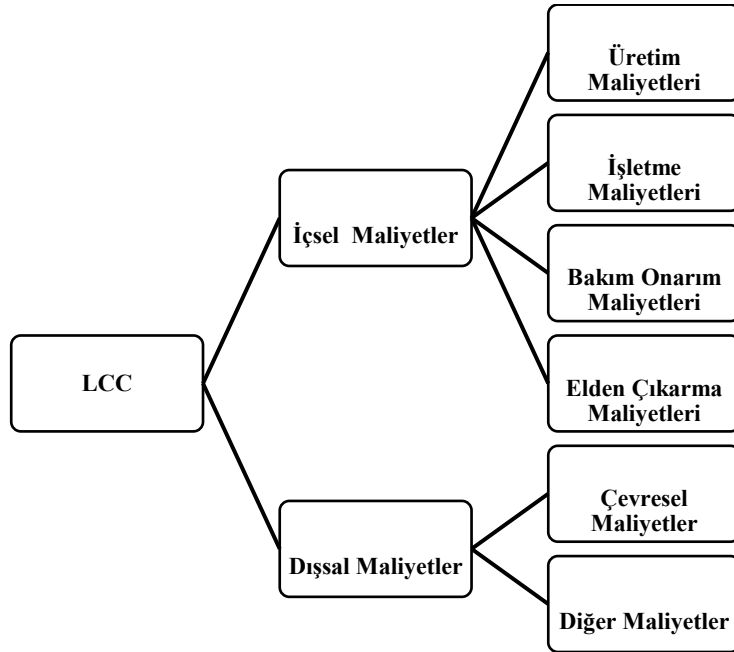 LCC
İçsel  Maliyetler
Üretim
Maliyetleri
İşletme
Maliyetleri
Bakım Onarım
Maliyetleri
Elden Çıkarma
Maliyetleri
Dışsal Maliyetler
Çevresel
Maliyetler
Diğer Maliyetler